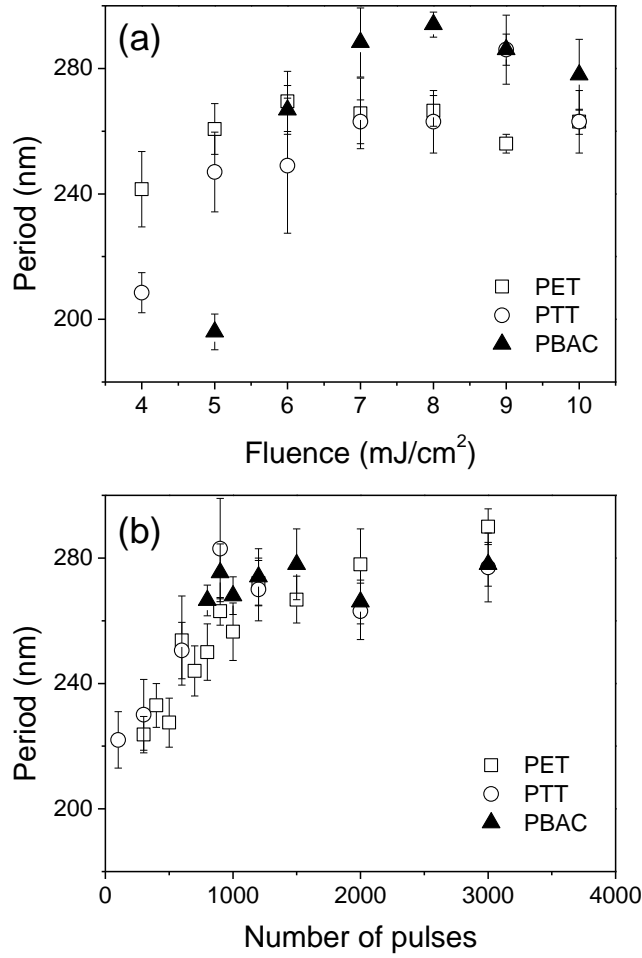 (a)
280
240
200
Period (nm)
PET
PTT
PBAC
4 5 6 7 8 9 10
Fluence (mJ/cm²)
(b)
280
240
200
Period (nm)
PET
PTT
PBAC
0 1000 2000 3000 4000
Number of pulses